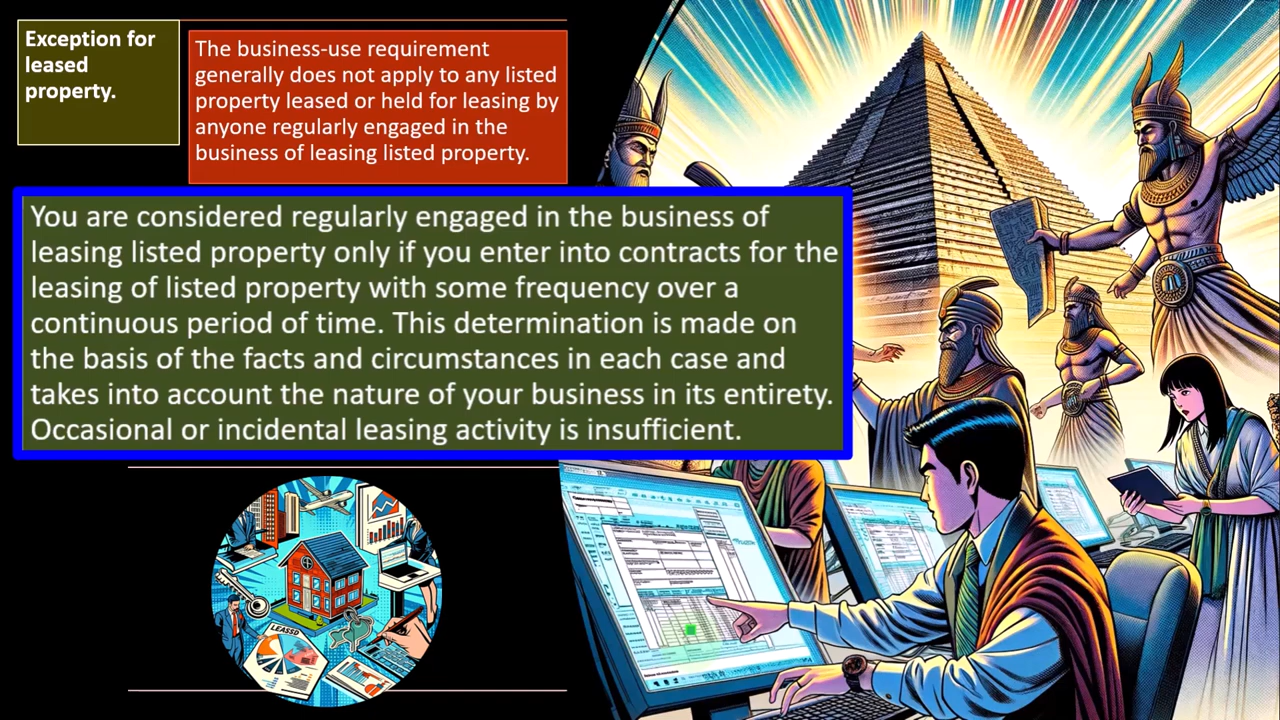 Exception for
leased
property.
The business-use requirement
generally does not apply to any listed
property leased or held for leasing by
anyone regularly engaged in the
business of leasing listed property.
You are considered regularly engaged in the business of
leasing listed property only if you enter into contracts for the
leasing of listed property with some frequency over a
continuous period of time. This determination is made on
the basis of the facts and circumstances in each case and
takes into account the nature of your business in its entirety.
Occasional or incidental leasing activity is insufficient.
LEASSD